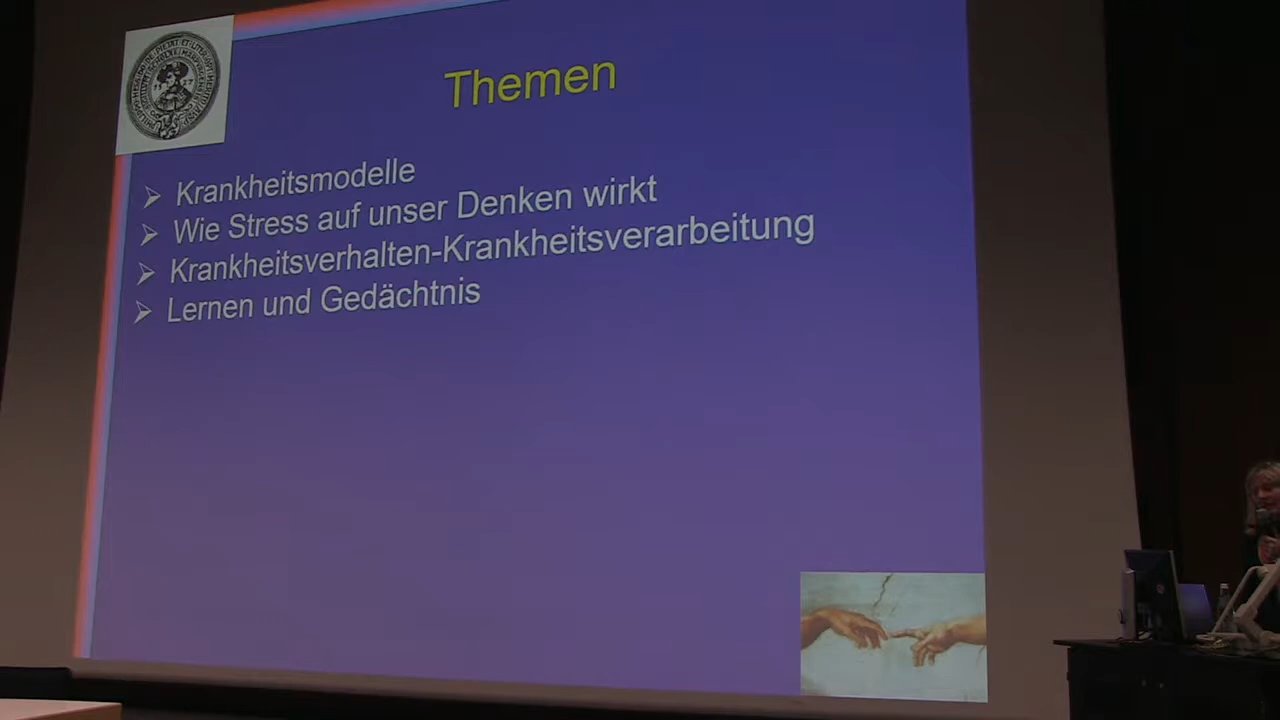 Themen
Krankheitsmodelle
Wie Stress auf unser Denken wirkt
Krankheitsverhalten-Krankheitsverarbeitung
Lernen und Gedächtnis